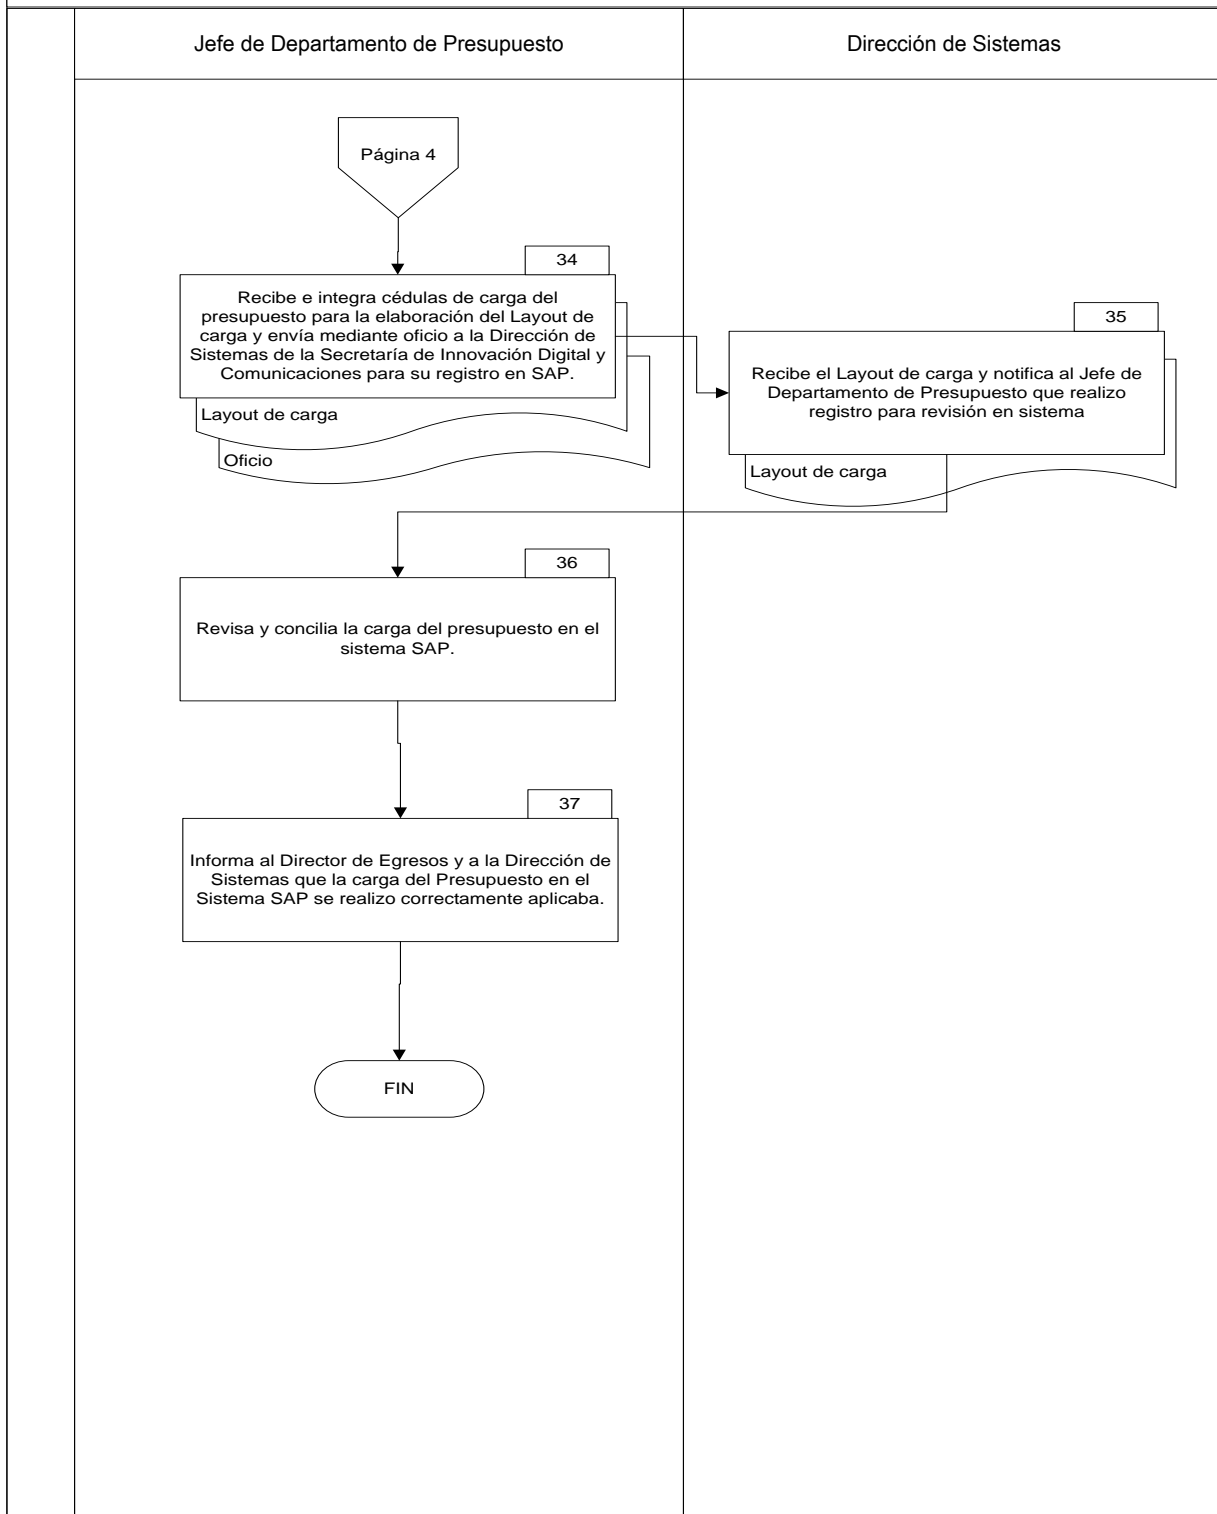 Jefe de Departamento de Presupuesto
Dirección de Sistemas
Página 4
34
Recibe e integra cédulas de carga del
presupuesto para la elaboración del Layout de
carga y envía mediante oficio a la Dirección de
Sistemas de la Secretaría de Innovación Digital y
Comunicaciones para su registro en SAP.
Layout de carga
Oficio
35
Recibe el Layout de carga y notifica al Jefe de
Departamento de Presupuesto que realizo
registro para revisión en sistema
Layout de carga
36
Revisa y concilia la carga del presupuesto en el
sistema SAP.
37
Informa al Director de Egresos y a la Dirección de
Sistemas que la carga del Presupuesto en el
Sistema SAP se realizo correctamente aplicaba.
FIN